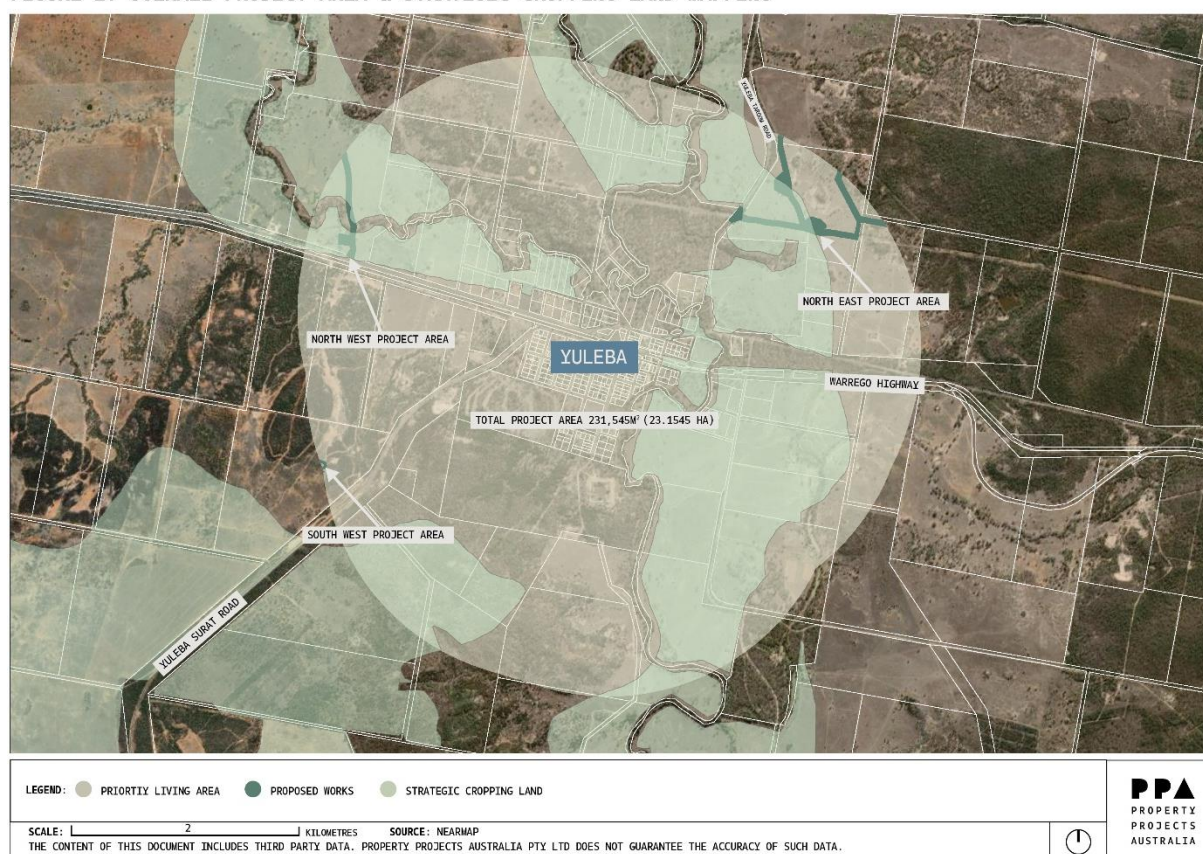 YULEBA TAROOM ROAD
NORTH EAST PROJECT AREA
NORTH WEST PROJECT AREA
YULEBA
WARREGO HIGHWAY
TOTAL PROJECT AREA 231,545M² (23.1545 HA)
SOUTH WEST PROJECT AREA
YULEBA SURAT ROAD
LEGEND: PRIORTIY LIVING AREA PROPOSED WORKS STRATEGIC CROPPING LAND
SCALE: 2 KILOMETRES SOURCE: NEARMAP
THE CONTENT OF THIS DOCUMENT INCLUDES THIRD PARTY DATA. PROPERTY PROJECTS AUSTRALIA PTY LTD DOES NOT GUARANTEE THE ACCURACY OF SUCH DATA.
PPA
PROPERTY
PROJECTS
AUSTRALIA